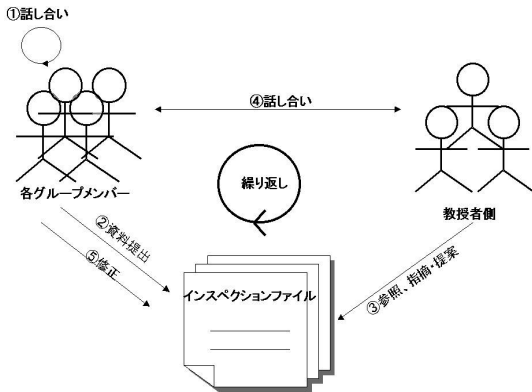 ①話し合い
④話し合い
各グループメンバー
繰り返し
教授者側
②資料提出
⑤修正
③参照、指摘・提案
インスペクションファイル